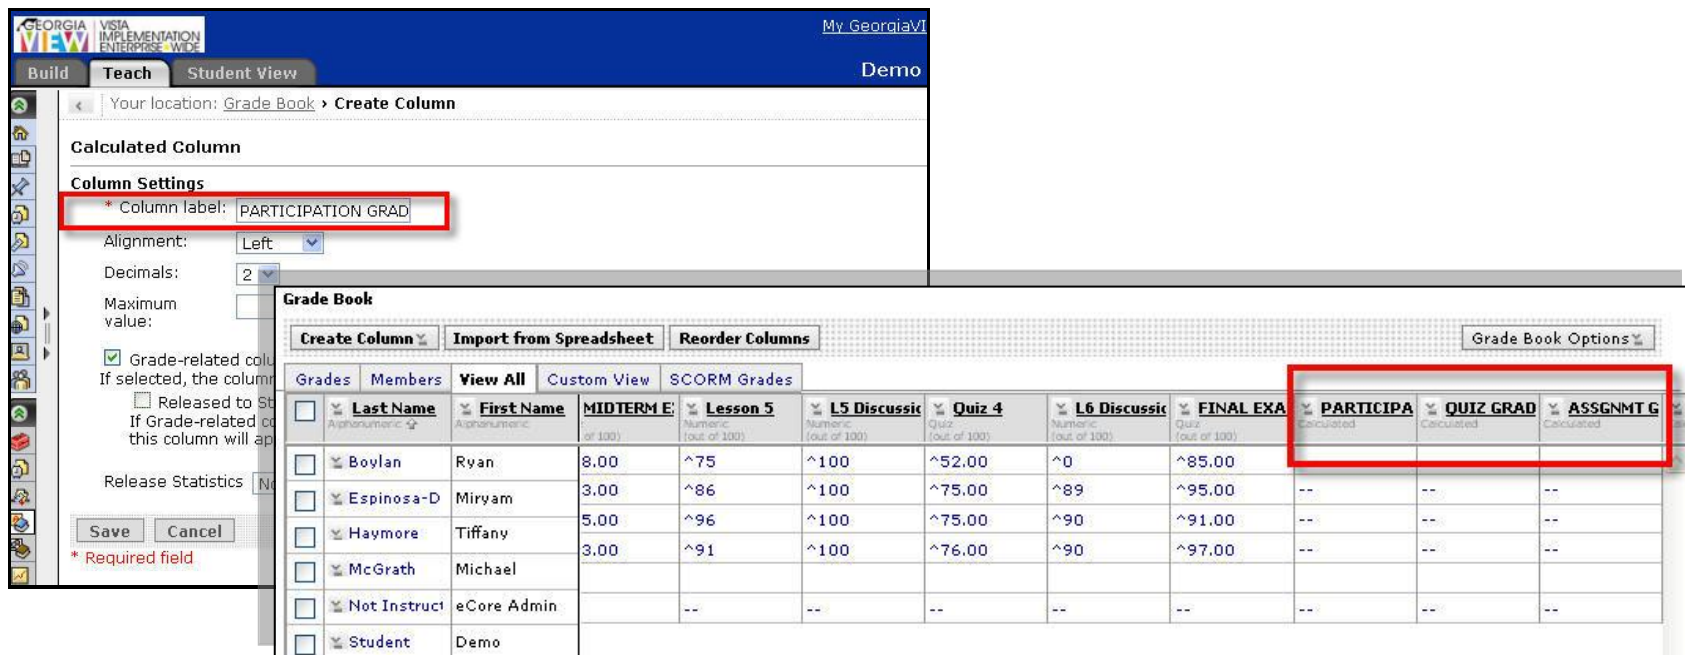 GEORGIA VIEW VISTA IMPLEMENTATION ENTERPRISE-WIDE
My GeorgiaVI
Build Teach Student View Demo
Your location: Grade Book › Create Column
Calculated Column
Column Settings
* Column label: PARTICIPATION GRAD
Alignment: Left
Decimals: 2
Maximum
value:
Grade-related colu
If selected, the column
Released to St
If Grade-related co
this column will ap
Release Statistics No
Save Cancel
* Required field
Grade Book
Create Column Import from Spreadsheet Reorder Columns Grade Book Options
Grades Members View All Custom View SCORM Grades
Last Name First Name MIDTERM E: Lesson 5 L5 Discussic Quiz 4 L6 Discussic FINAL EXA PARTICIPA QUIZ GRAD ASSGNMT G
Alphanumeric Alphanumeric Numeric Numeric Quiz Numeric Quiz Calculated Calculated Calculated
of 100) (out of 100) (out of 100) (out of 100) (out of 100) (out of 100)
Boylan Ryan 8.00 ^75 ^100 ^52.00 ^0 ^85.00
Espinosa-D Miryam 3.00 ^86 ^100 ^75.00 ^89 ^95.00 -- -- --
Haymore Tiffany 5.00 ^96 ^100 ^75.00 ^90 ^91.00 -- -- --
McGrath Michael 3.00 ^91 ^100 ^76.00 ^90 ^97.00 -- -- --
Not Instruct eCore Admin -- -- -- -- -- -- -- --
Student Demo